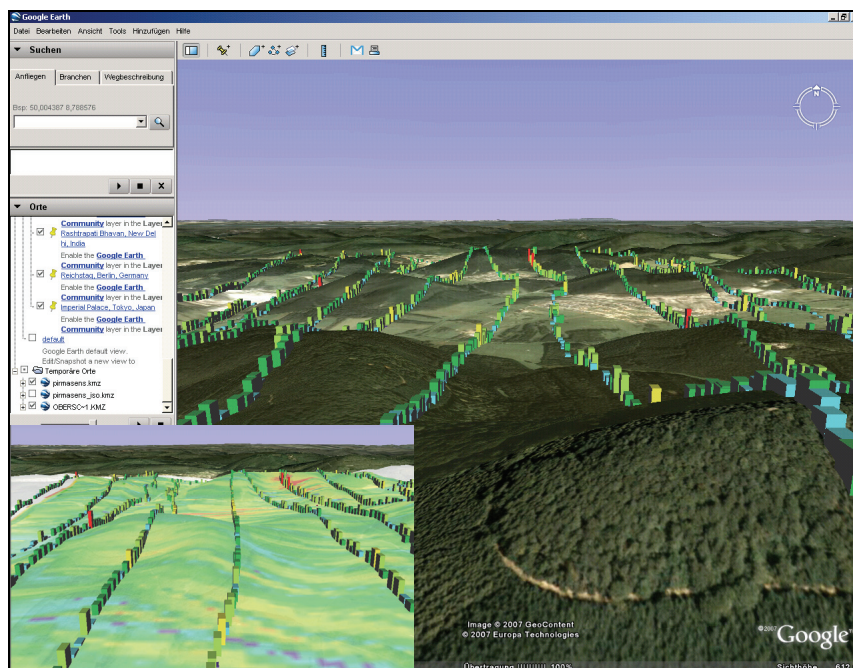 Google Earth
Datei Bearbeiten Ansicht Tools Hinzufügen Hilfe
Suchen
Anfliegen Branchen Wegbeschreibung
Bsp: 50,004387 8,788576
N
Orte
Community layer in the Layer
Rashtrapati Bhavan, New Del
hi, India
Enable the Google Earth
Community layer in the Layer
Reichstag, Berlin, Germany
Enable the Google Earth
Community layer in the Layer
Imperial Palace, Tokyo, Japan
Enable the Google Earth
Community layer in the Layer
default
Google Earth default view.
Edit/Snapshot a new view to
Temporäre Orte
pirmasens.kmz
pirmasens_iso.kmz
OBERSC~1.KMZ
Image © 2007 GeoContent
© 2007 Europa Technologies
©2007 Google™
Übertragung 100% Sichthöhe 612